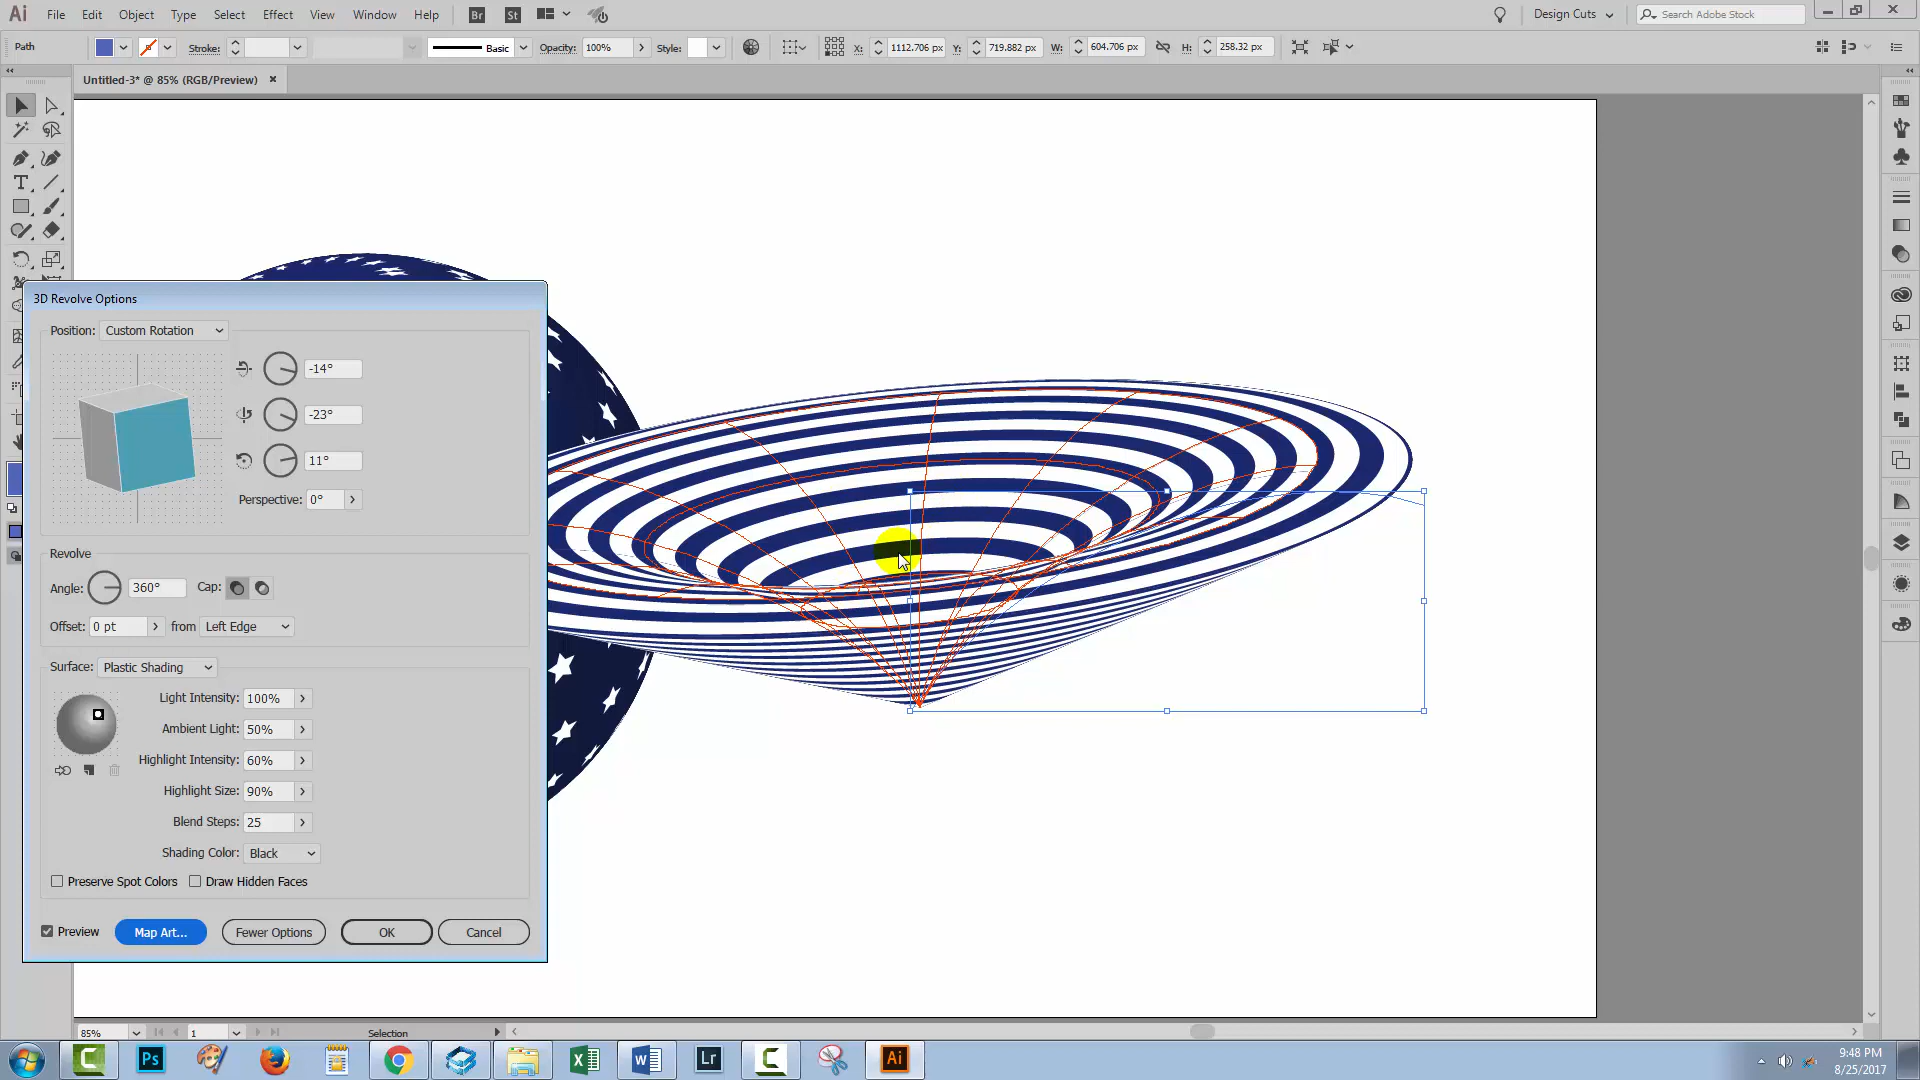 Ai File Edit Object Type Select Effect View Window Help Br St Design Cuts Search Adobe Stock
Path Stroke: Basic Opacity: 100% Style: X: 1112.706 px Y: 719.882 px W: 604.706 px H: 258.32 px
Untitled-3* @ 85% (RGB/Preview) ×
3D Revolve Options
Position: Custom Rotation
-14°
-23°
11°
Perspective: 0°
Revolve
Angle: 360° Cap:
Offset: 0 pt from Left Edge
Surface: Plastic Shading
Light Intensity: 100%
Ambient Light: 50%
Highlight Intensity: 60%
Highlight Size: 90%
Blend Steps: 25
Shading Color: Black
Preserve Spot Colors Draw Hidden Faces
Preview Map Art... Fewer Options OK Cancel
85% 1 Selection
Ps Lr C Ai
9:48 PM
8/25/2017